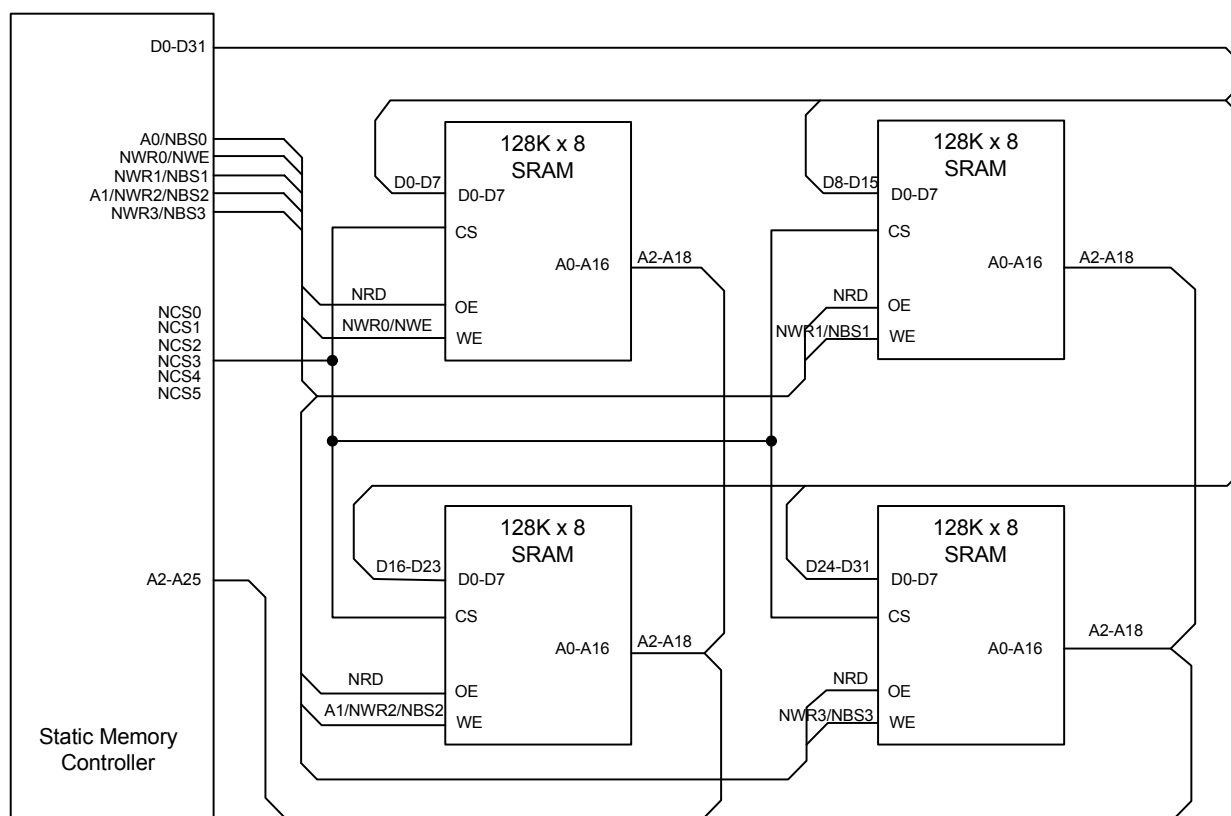 D0-D31
A0/NBS0
NWR0/NWE
NWR1/NBS1
A1/NWR2/NBS2
NWR3/NBS3
NCS0
NCS1
NCS2
NCS3
NCS4
NCS5
A2-A25
Static Memory
Controller
128K x 8
SRAM
D0-D7
D0-D7
CS
A0-A16
A2-A18
NRD
OE
NWR0/NWE
WE
128K x 8
SRAM
D8-D15
D0-D7
CS
A0-A16
A2-A18
NRD
OE
NWR1/NBS1
WE
128K x 8
SRAM
D16-D23
D0-D7
CS
A0-A16
A2-A18
NRD
OE
A1/NWR2/NBS2
WE
128K x 8
SRAM
D24-D31
D0-D7
CS
A0-A16
A2-A18
NRD
OE
NWR3/NBS3
WE